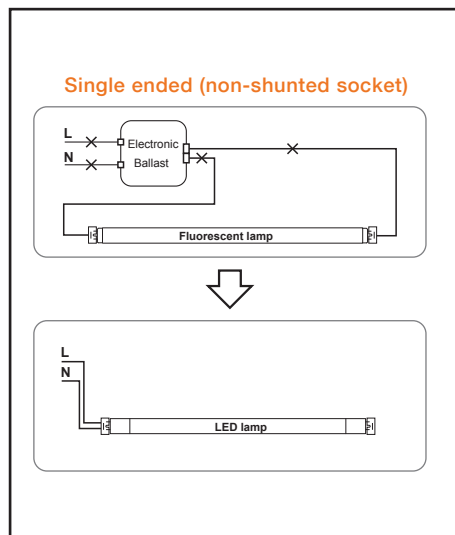 Single ended (non-shunted socket)
L
N
Electronic
Ballast
Fluorescent lamp
L
N
LED lamp